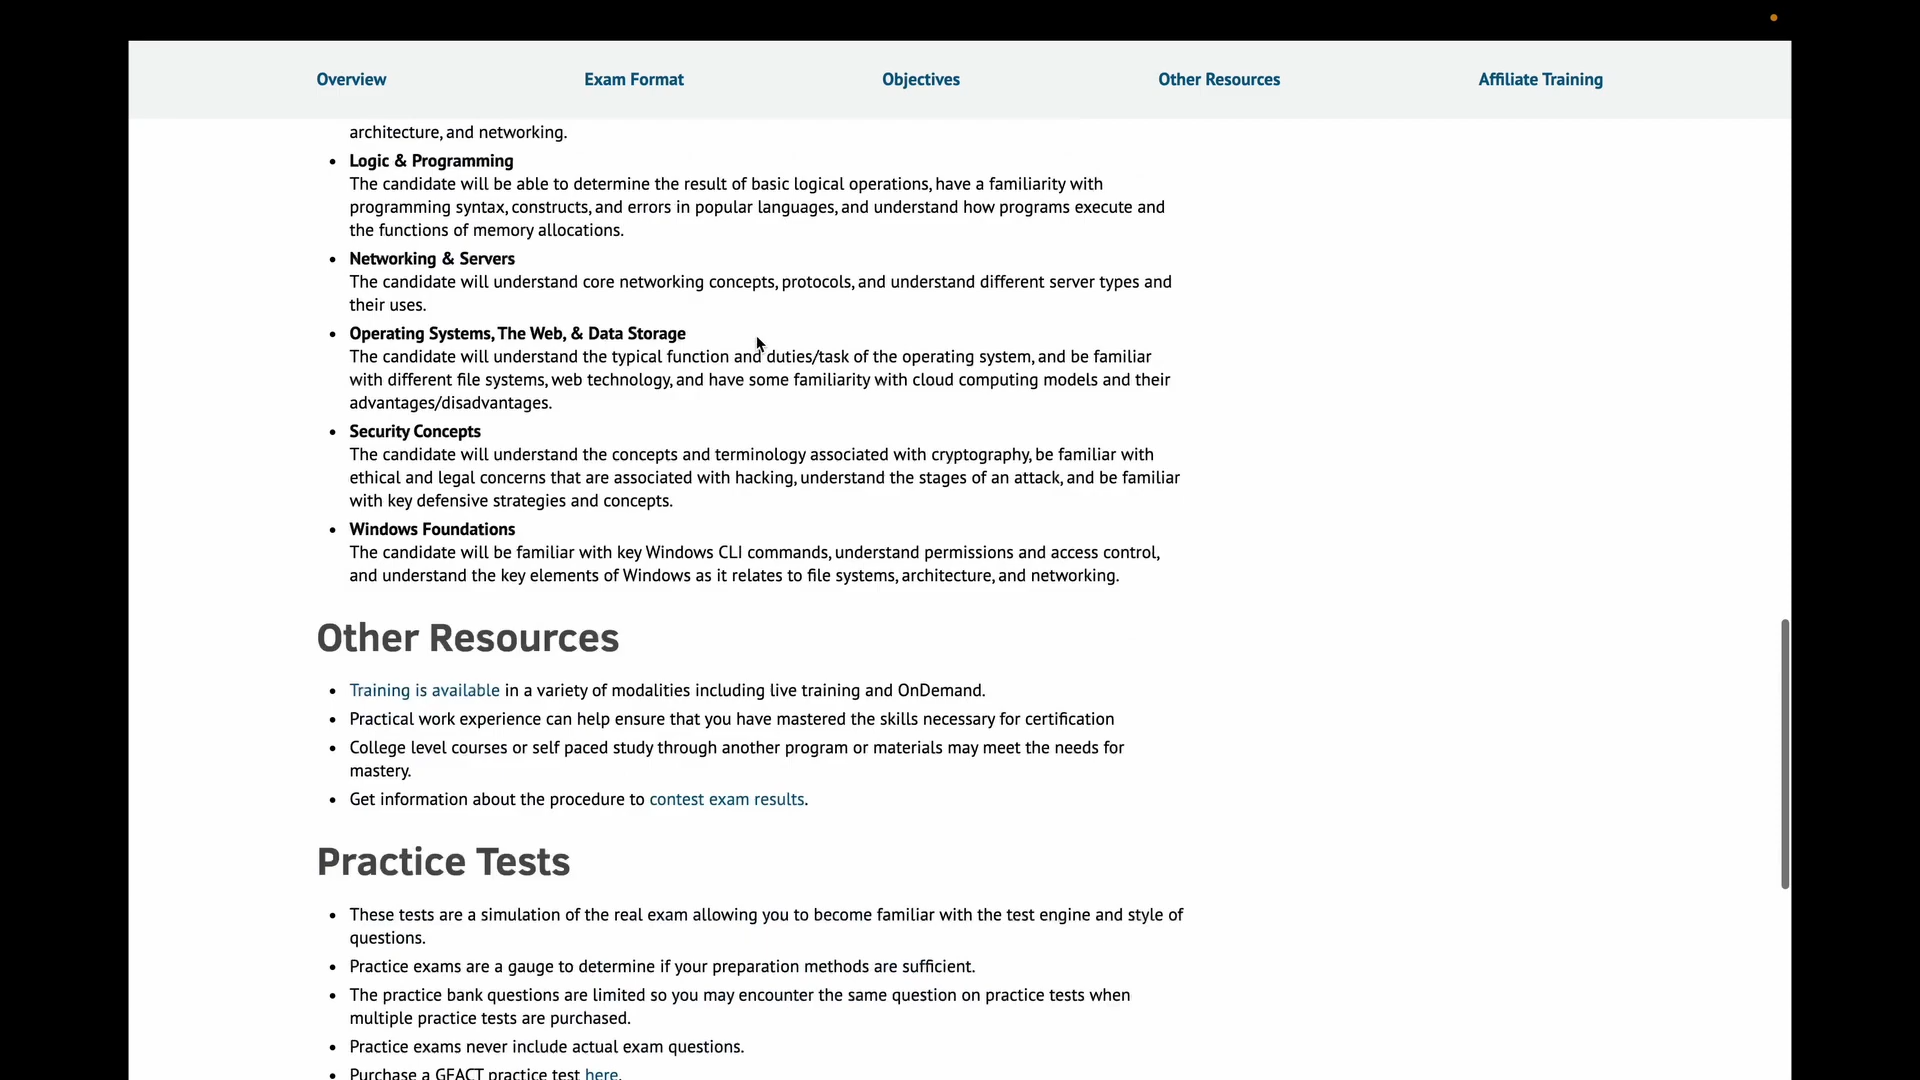 Overview
Exam Format
Objectives
Other Resources
Affiliate Training
architecture, and networking.
• Logic & Programming
The candidate will be able to determine the result of basic logical operations, have a familiarity with
programming syntax, constructs, and errors in popular languages, and understand how programs execute and
the functions of memory allocations.
• Networking & Servers
The candidate will understand core networking concepts, protocols, and understand different server types and
their uses.
• Operating Systems, The Web, & Data Storage
The candidate will understand the typical function and duties/task of the operating system, and be familiar
with different file systems, web technology, and have some familiarity with cloud computing models and their
advantages/disadvantages.
• Security Concepts
The candidate will understand the concepts and terminology associated with cryptography, be familiar with
ethical and legal concerns that are associated with hacking, understand the stages of an attack, and be familiar
with key defensive strategies and concepts.
• Windows Foundations
The candidate will be familiar with key Windows CLI commands, understand permissions and access control,
and understand the key elements of Windows as it relates to file systems, architecture, and networking.
Other Resources
• Training is available in a variety of modalities including live training and OnDemand.
• Practical work experience can help ensure that you have mastered the skills necessary for certification
• College level courses or self paced study through another program or materials may meet the needs for
mastery.
• Get information about the procedure to contest exam results.
Practice Tests
• These tests are a simulation of the real exam allowing you to become familiar with the test engine and style of
questions.
• Practice exams are a gauge to determine if your preparation methods are sufficient.
• The practice bank questions are limited so you may encounter the same question on practice tests when
multiple practice tests are purchased.
• Practice exams never include actual exam questions.
• Purchase a GFACT practice test here.